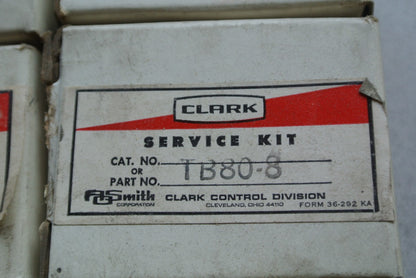 CLARK
SERVICE KIT
CAT. NO.
OR
PART NO. TB80-8
AOSmith CLARK CONTROL DIVISION
CORPORATION CLEVELAND, OHIO 44110 FORM 36-292 KA